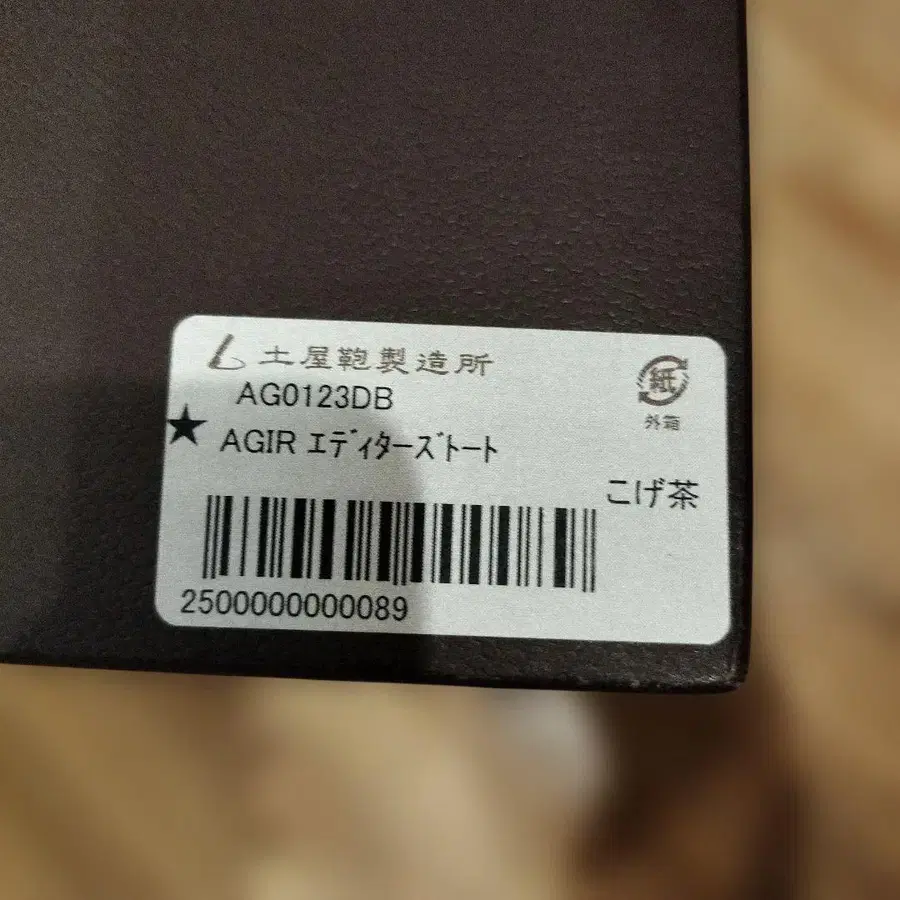 土屋鞄製造所
AG0123DB
紙
外箱
★ AGIR ｴﾃﾞｨﾀｰｽﾞﾄｰﾄ
こげ茶
2500000000089